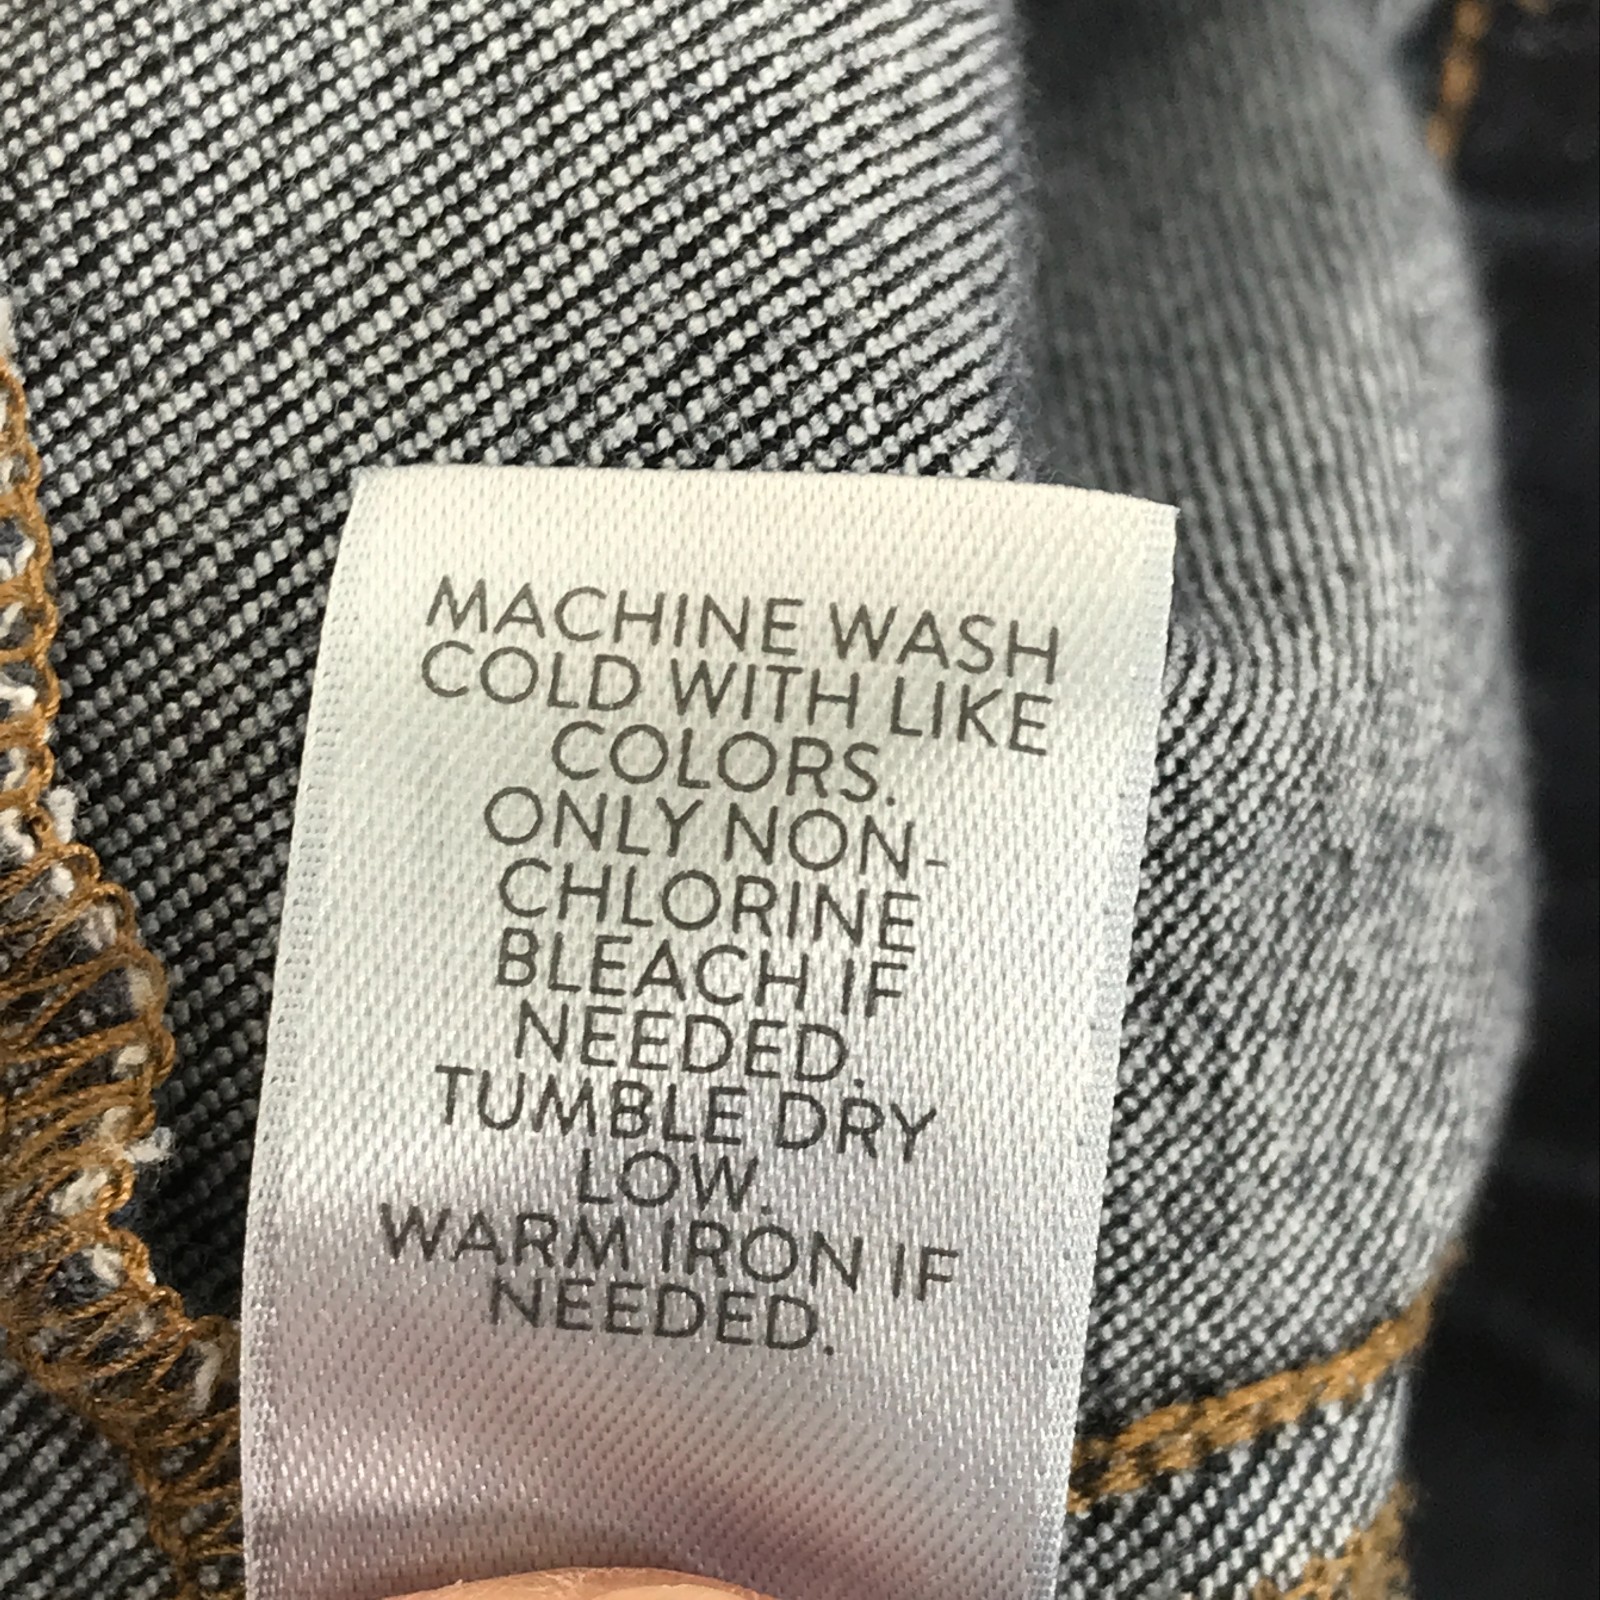 MACHINE WASH
COLD WITH LIKE
COLORS.
ONLY NON-
CHLORINE
BLEACH IF
NEEDED.
TUMBLE DRY
LOW.
WARM IRON IF
NEEDED.